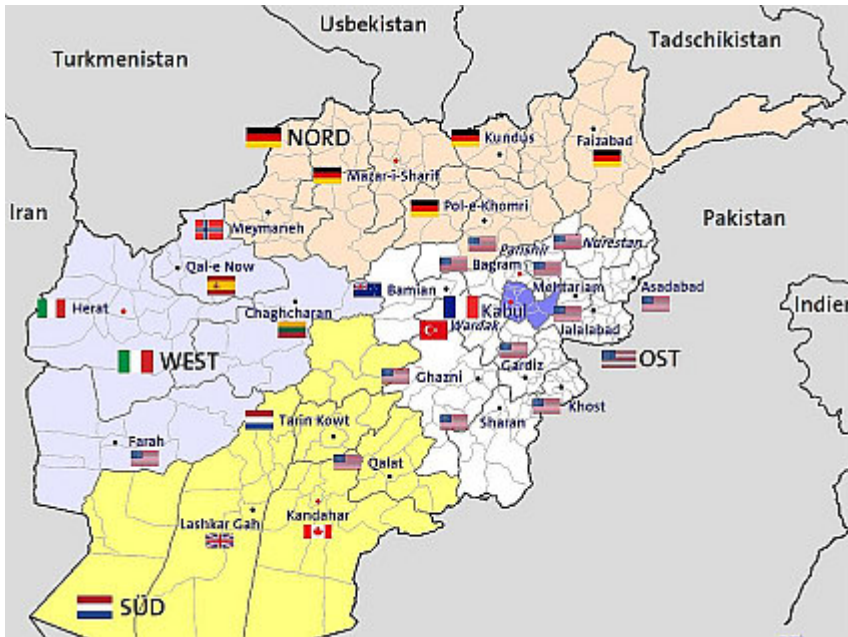 Usbekistan
Tadschikistan
Turkmenistan
NORD
Kundus
Faizabad
Mazar-i-Sharif
Iran
Pol-e-Khomri
Pakistan
Meymaneh
Panshir
Nurestan
Qal-e Now
Bagram
Bamian
Mehtarlam
Asadabad
Herat
Chaghcharan
Kabul
Indien
Wardak
Jalalabad
WEST
OST
Gardiz
Ghazni
Khost
Tarin Kowt
Sharan
Farah
Qalat
Lashkar Gah
Kandahar
SÜD